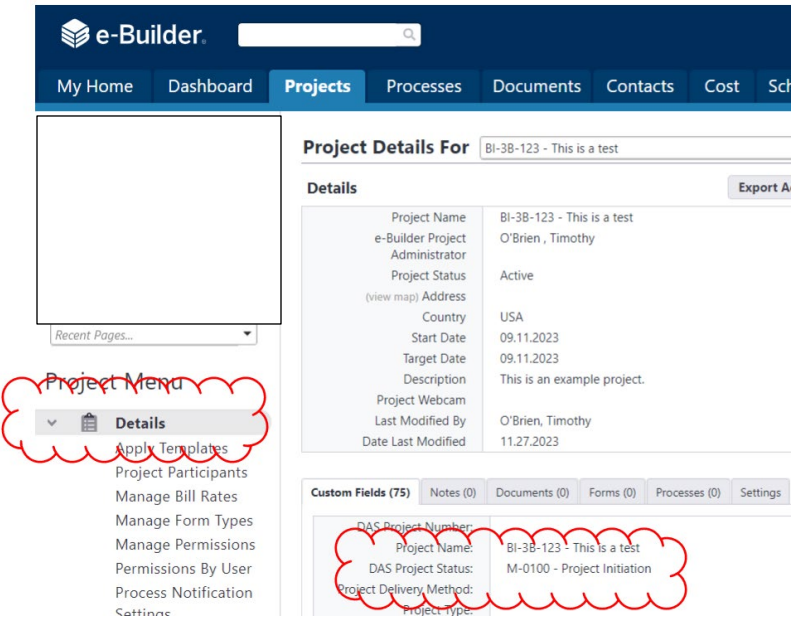 e-Builder.
My Home Dashboard Projects Processes Documents Contacts Cost Sch
Project Details For BI-3B-123 - This is a test
Details Export A
Project Name BI-3B-123 - This is a test
e-Builder Project Administrator O'Brien , Timothy
Project Status Active
(view map) Address
Country USA
Start Date 09.11.2023
Target Date 09.11.2023
Description This is an example project.
Project Webcam
Last Modified By O'Brien, Timothy
Date Last Modified 11.27.2023
Recent Pages...
Project Menu
Details
Apply Templates
Project Participants
Manage Bill Rates
Manage Form Types
Manage Permissions
Permissions By User
Process Notification
Settings
Custom Fields (75) Notes (0) Documents (0) Forms (0) Processes (0) Settings
DAS Project Number:
Project Name: BI-3B-123 - This is a test
DAS Project Status: M-0100 - Project Initiation
Project Delivery Method:
Project Type: